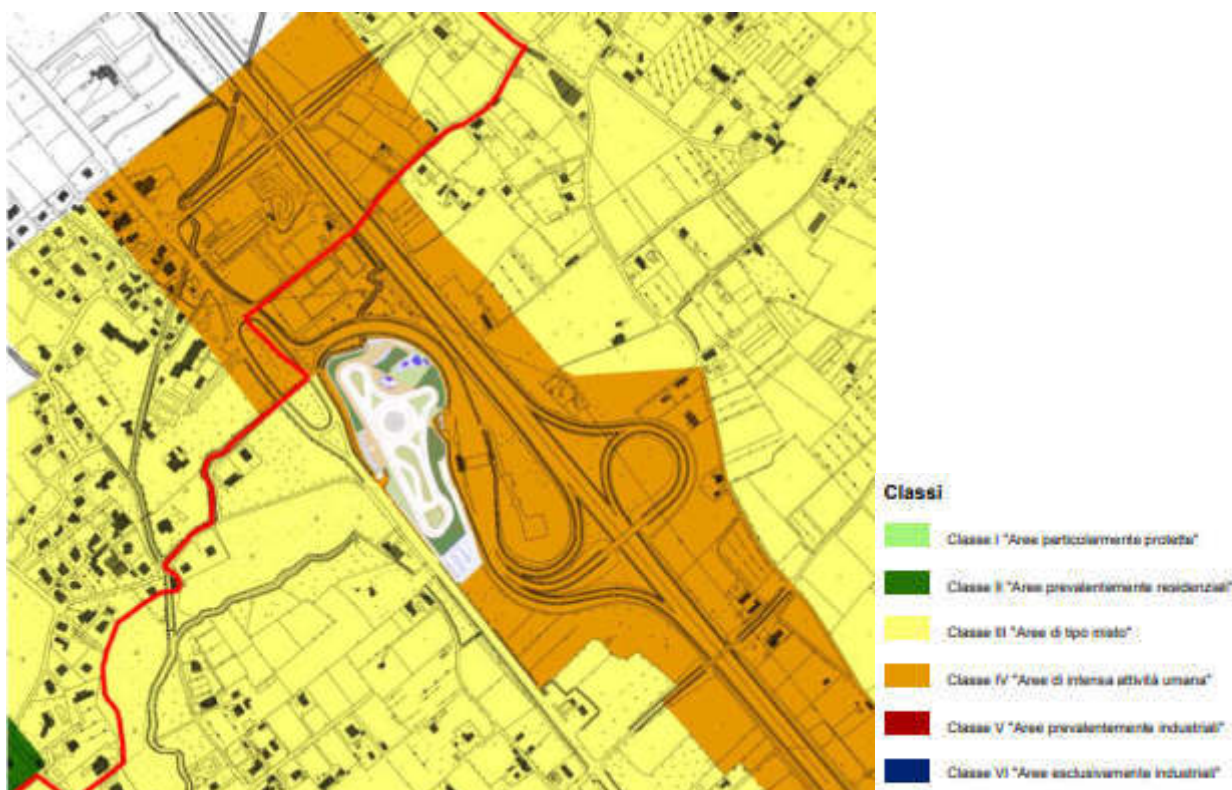 Classi
Classe I "Aree particolarmente protette"
Classe II "Aree prevalentemente residenziali"
Classe III "Aree di tipo misto"
Classe IV "Aree di intensa attività umana"
Classe V "Aree prevalentemente industriali"
Classe VI "Aree esclusivamente industriali"